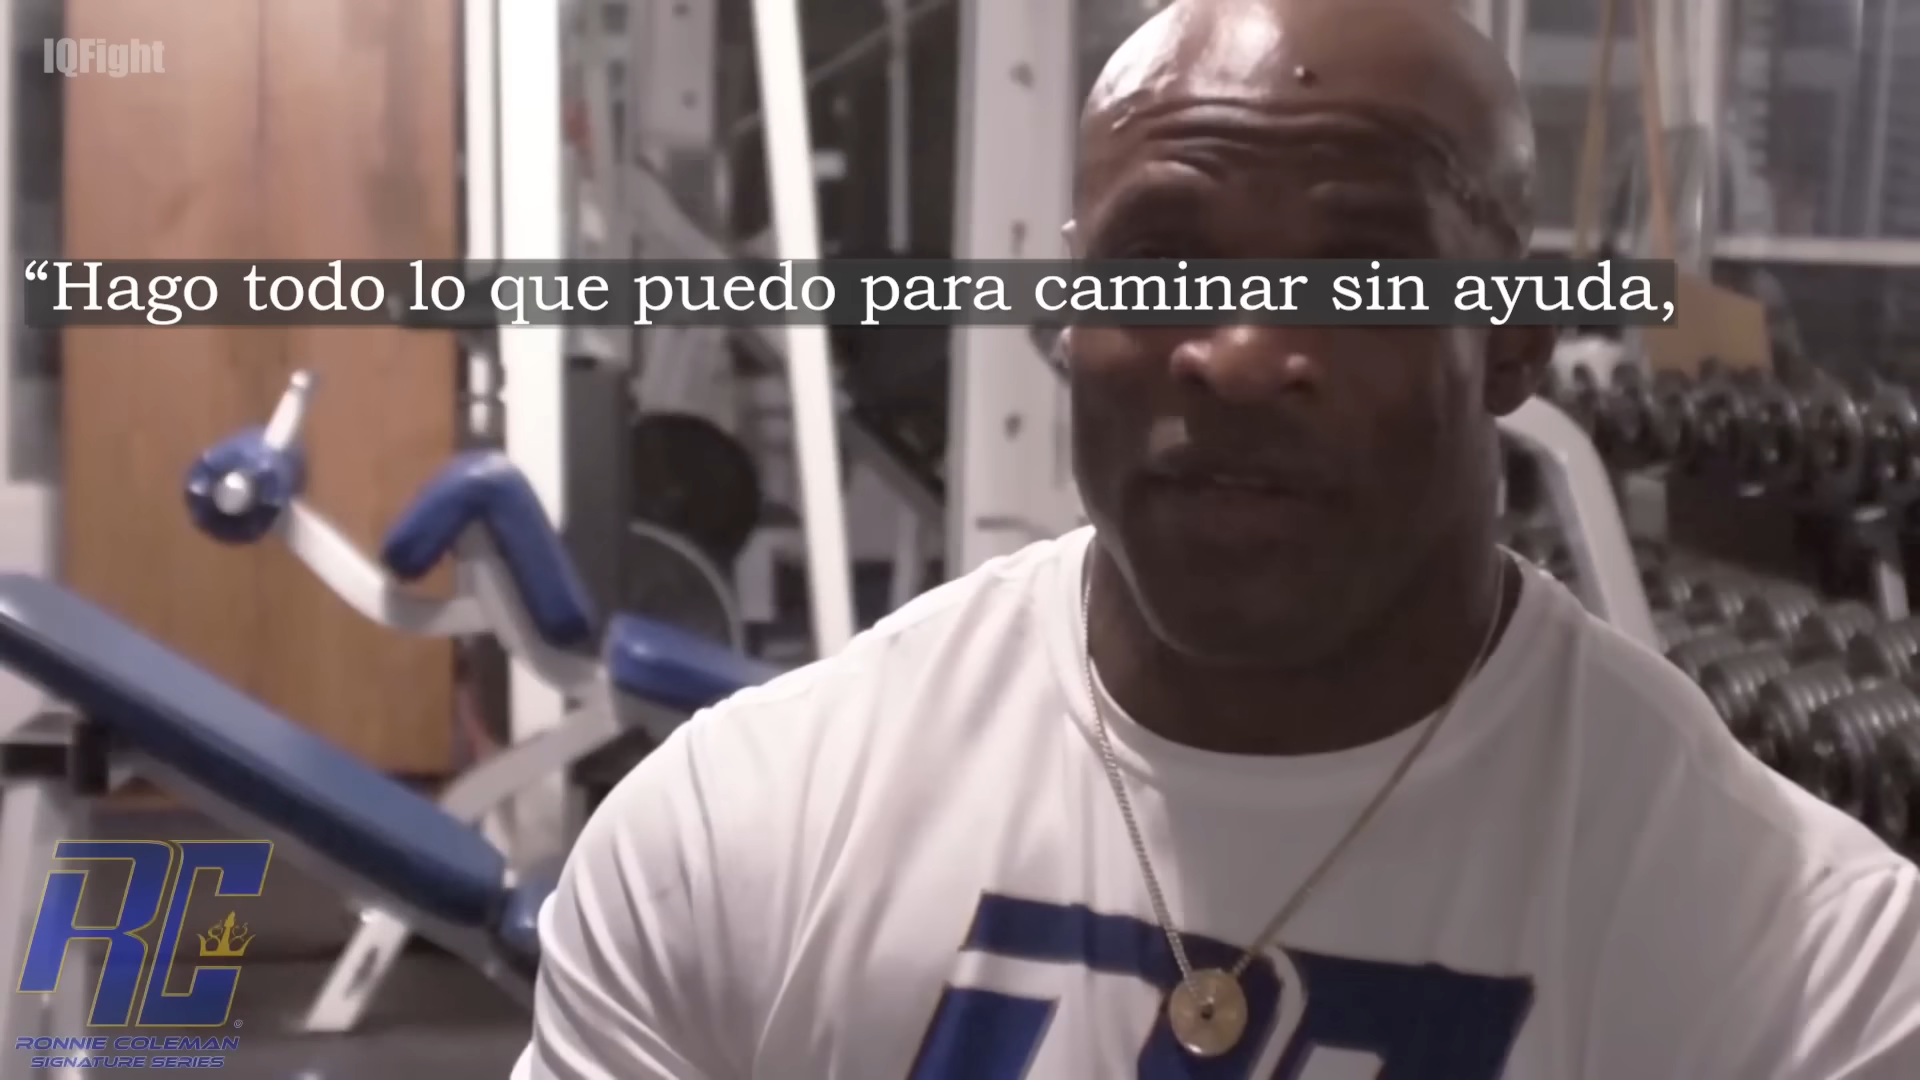 IQFight
“Hago todo lo que puedo para caminar sin ayuda,
RC
RONNIE COLEMAN
SIGNATURE SERIES